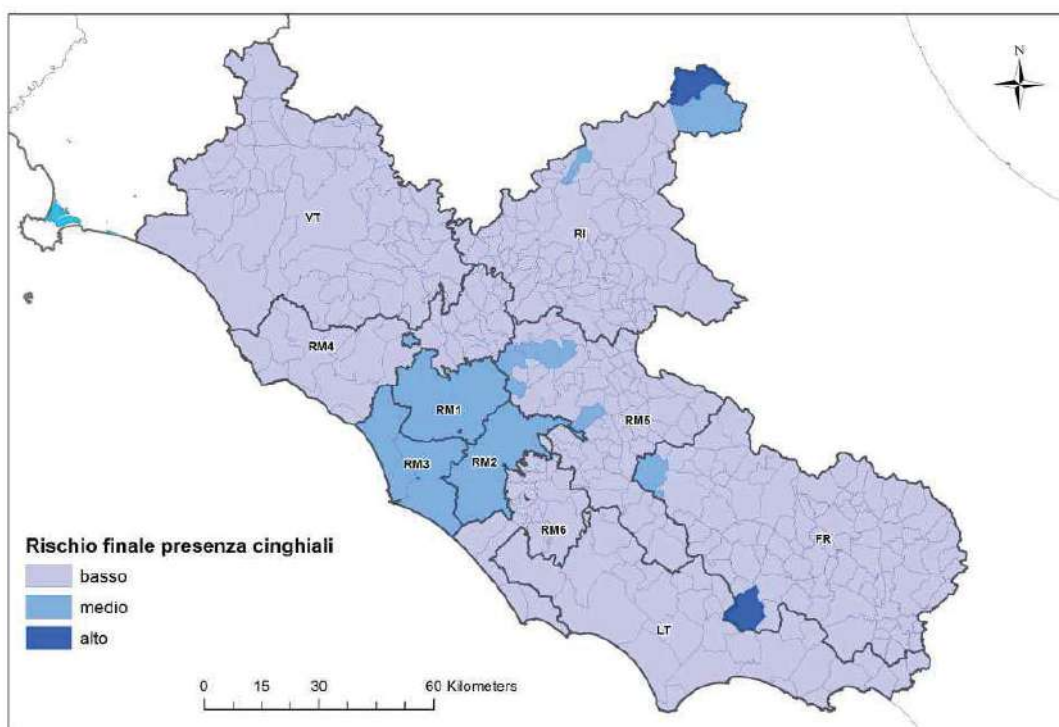 N
VT
RI
RM4
RM1
RM5
RM3
RM2
RM6
FR
LT
Rischio finale presenza cinghiali
basso
medio
alto
0 15 30 60 Kilometers